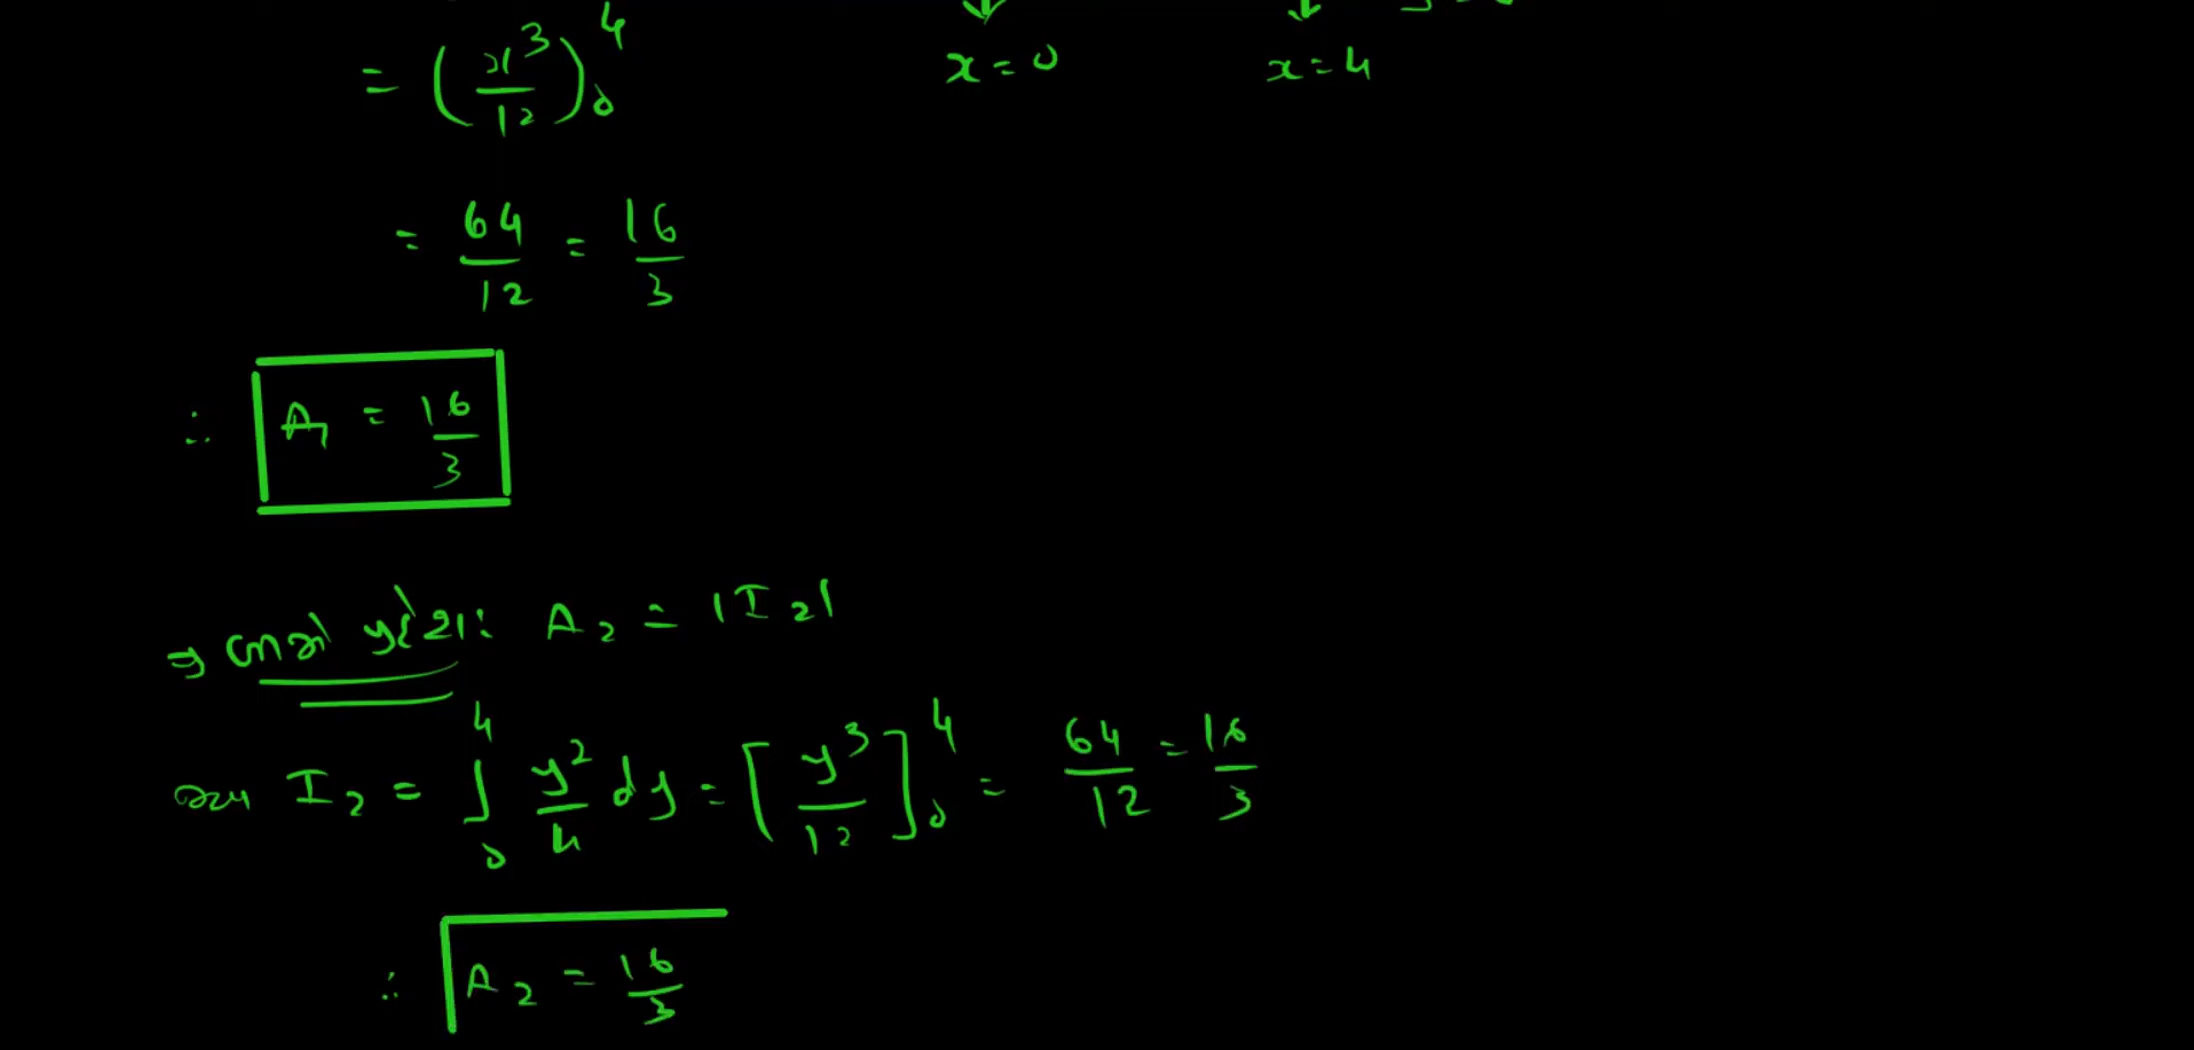 x = 0 x = 4
= (x³/12)₀⁴
= 64/12 = 16/3
∴ A₁ = 16/3
⇒ : A₂ = |I₂|
I₂ = ∫₀⁴ y²/4 dy = [y³/12]₀⁴ = 64/12 = 16/3
∴ A₂ = 16/3